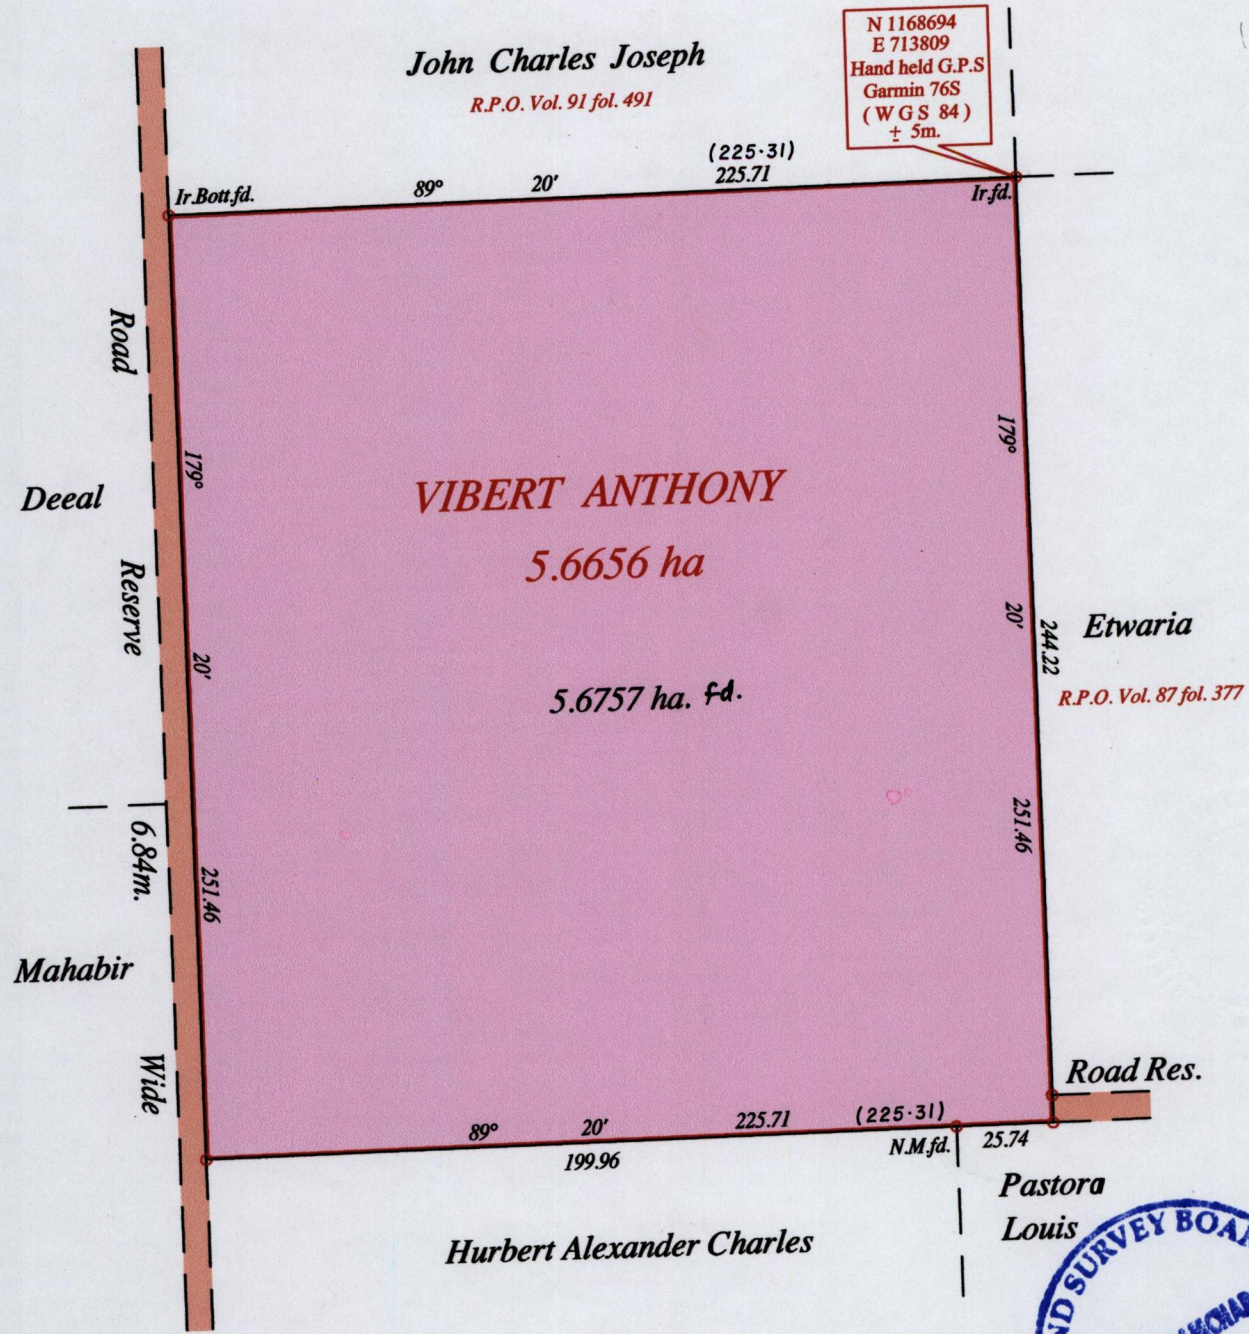 John Charles Joseph
R.P.O. Vol. 91 fol. 491
N 1168694
E 713809
Hand held G.P.S
Garmin 76S
( W G S 84 )
± 5m.
(225·31)
Ir.Bott.fd.
89° 20' 225.71
Ir.fd.
Road
179°
179°
Deeal
VIBERT ANTHONY
5.6656 ha
Reserve
20'
20'
244.22
Etwaria
R.P.O. Vol. 87 fol. 377
5.6757 ha. fd.
6.84m.
251.46
251.46
Mahabir
Wide
Road Res.
89° 20' 225.71 (225·31)
199.96
N.M.fd.
25.74
Pastora
Louis
Hurbert Alexander Charles
SURVEY